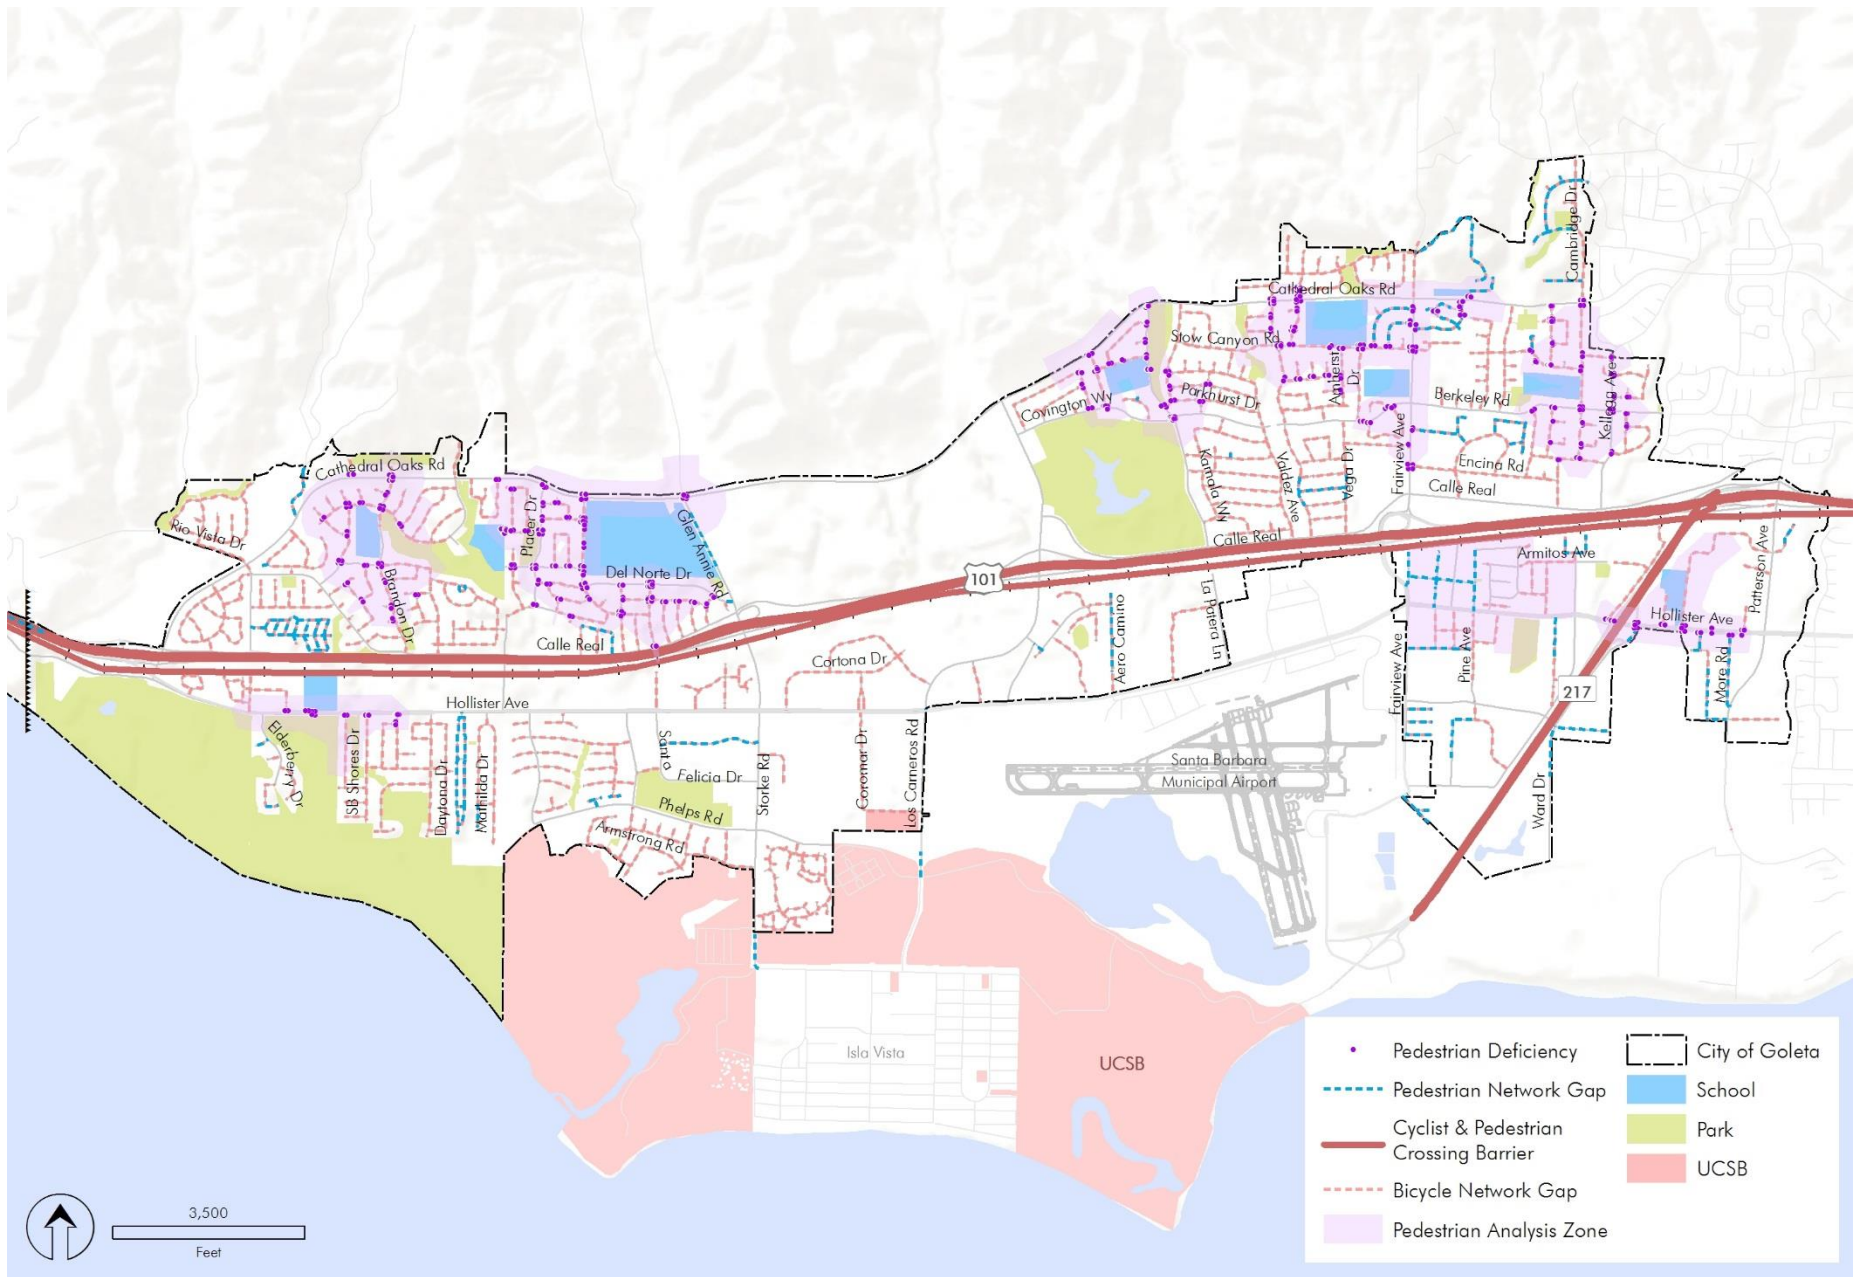 Cambridge Dr
Cathedral Oaks Rd
Stow Canyon Rd
Amherst
Dr
Parkhurst Dr
Covington Wy
Berkeley Rd
Kellogg Ave
Fairview Ave
Encina Rd
Kamala Wy
Valdez Ave
Vega Dr
Calle Real
Calle Real
Cathedral Oaks Rd
Rio Vista Dr
Placer Dr
Glen Annie Rd
Del Norte Dr
Brandon Dr
Calle Real
101
Armitos Ave
Patterson Ave
Hollister Ave
La Patera Ln
Aero Camino
Cortona Dr
Fairview Ave
Pine Ave
More Rd
217
Hollister Ave
Elderberry Dr
SB Shores Dr
Daytona Dr
Mathilda Dr
Santa
Felicia Dr
Storke Rd
Coromar Dr
Los Carneros Rd
Phelps Rd
Armstrong Rd
Santa Barbara
Municipal Airport
Ward Dr
Isla Vista
UCSB
Pedestrian Deficiency
Pedestrian Network Gap
Cyclist & Pedestrian
Crossing Barrier
Bicycle Network Gap
Pedestrian Analysis Zone
City of Goleta
School
Park
UCSB
3,500
Feet